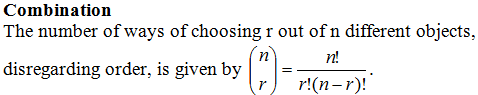 Combination
The number of ways of choosing r out of n different objects,
disregarding order, is given by (n r) = n! / r!(n−r)! .